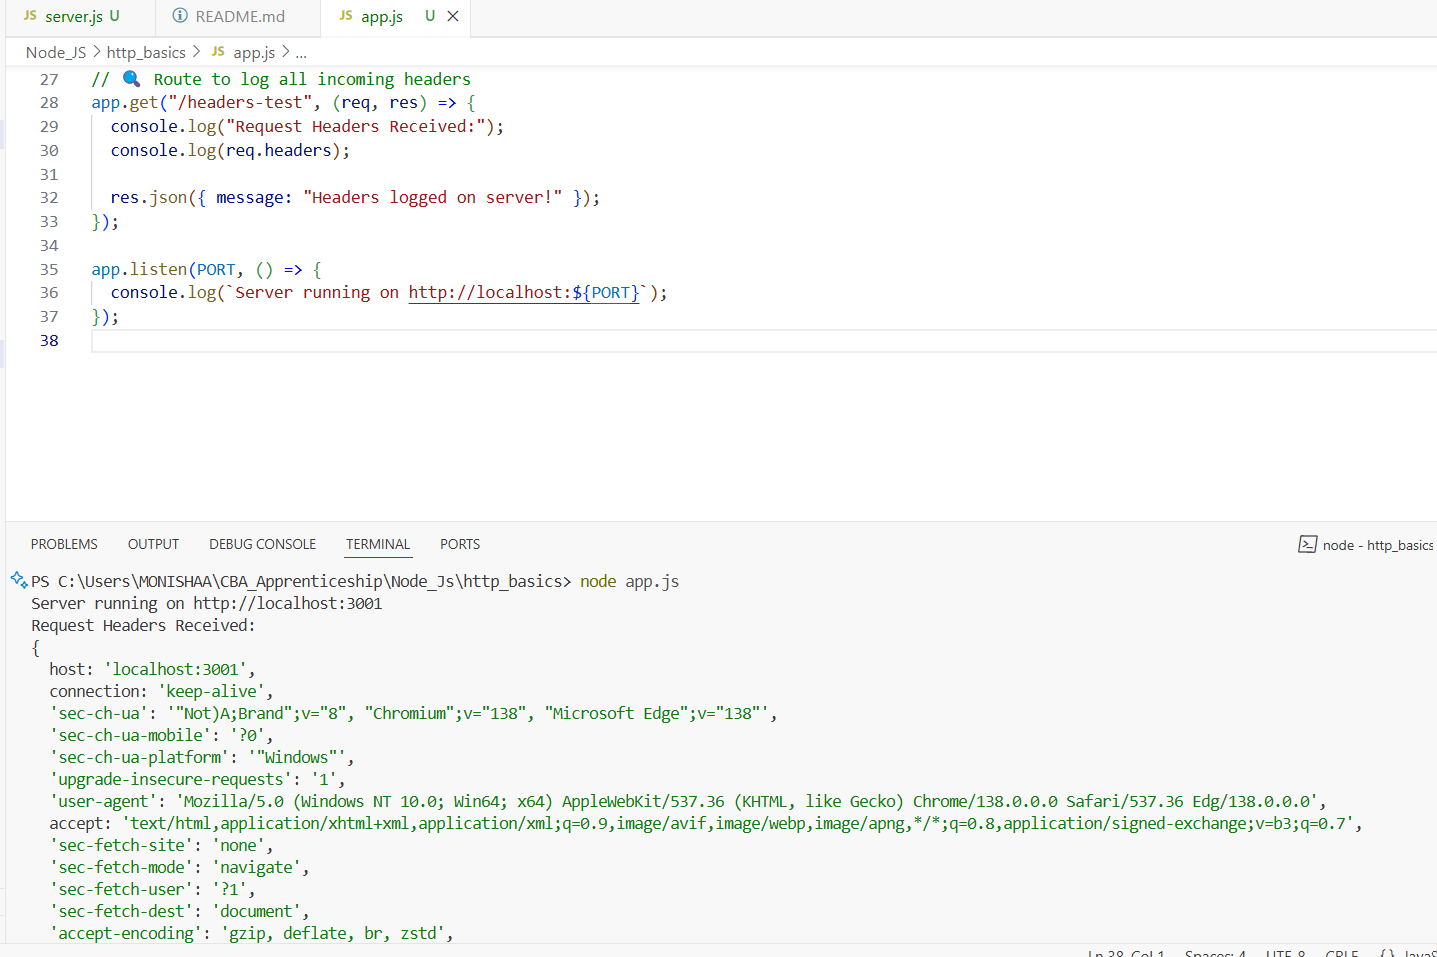 JS server.js U
README.md
JS app.js U
Node_JS > http_basics > JS app.js > ...
27 // 🔍 Route to log all incoming headers
28 app.get("/headers-test", (req, res) => {
29 console.log("Request Headers Received:");
30 console.log(req.headers);
31
32 res.json({ message: "Headers logged on server!" });
33 });
34
35 app.listen(PORT, () => {
36 console.log(`Server running on http://localhost:${PORT}`);
37 });
38
PROBLEMS OUTPUT DEBUG CONSOLE TERMINAL PORTS
node - http_basics
PS C:\Users\MONISHAA\CBA_Apprenticeship\Node_Js\http_basics> node app.js
Server running on http://localhost:3001
Request Headers Received:
{
host: 'localhost:3001',
connection: 'keep-alive',
'sec-ch-ua': '"Not)A;Brand";v="8", "Chromium";v="138", "Microsoft Edge";v="138"',
'sec-ch-ua-mobile': '?0',
'sec-ch-ua-platform': '"Windows"',
'upgrade-insecure-requests': '1',
'user-agent': 'Mozilla/5.0 (Windows NT 10.0; Win64; x64) AppleWebKit/537.36 (KHTML, like Gecko) Chrome/138.0.0.0 Safari/537.36 Edg/138.0.0.0',
accept: 'text/html,application/xhtml+xml,application/xml;q=0.9,image/avif,image/webp,image/apng,*/*;q=0.8,application/signed-exchange;v=b3;q=0.7',
'sec-fetch-site': 'none',
'sec-fetch-mode': 'navigate',
'sec-fetch-user': '?1',
'sec-fetch-dest': 'document',
'accept-encoding': 'gzip, deflate, br, zstd',
Ln 38, Col 1 Spaces: 4 UTF-8 CRLF {}